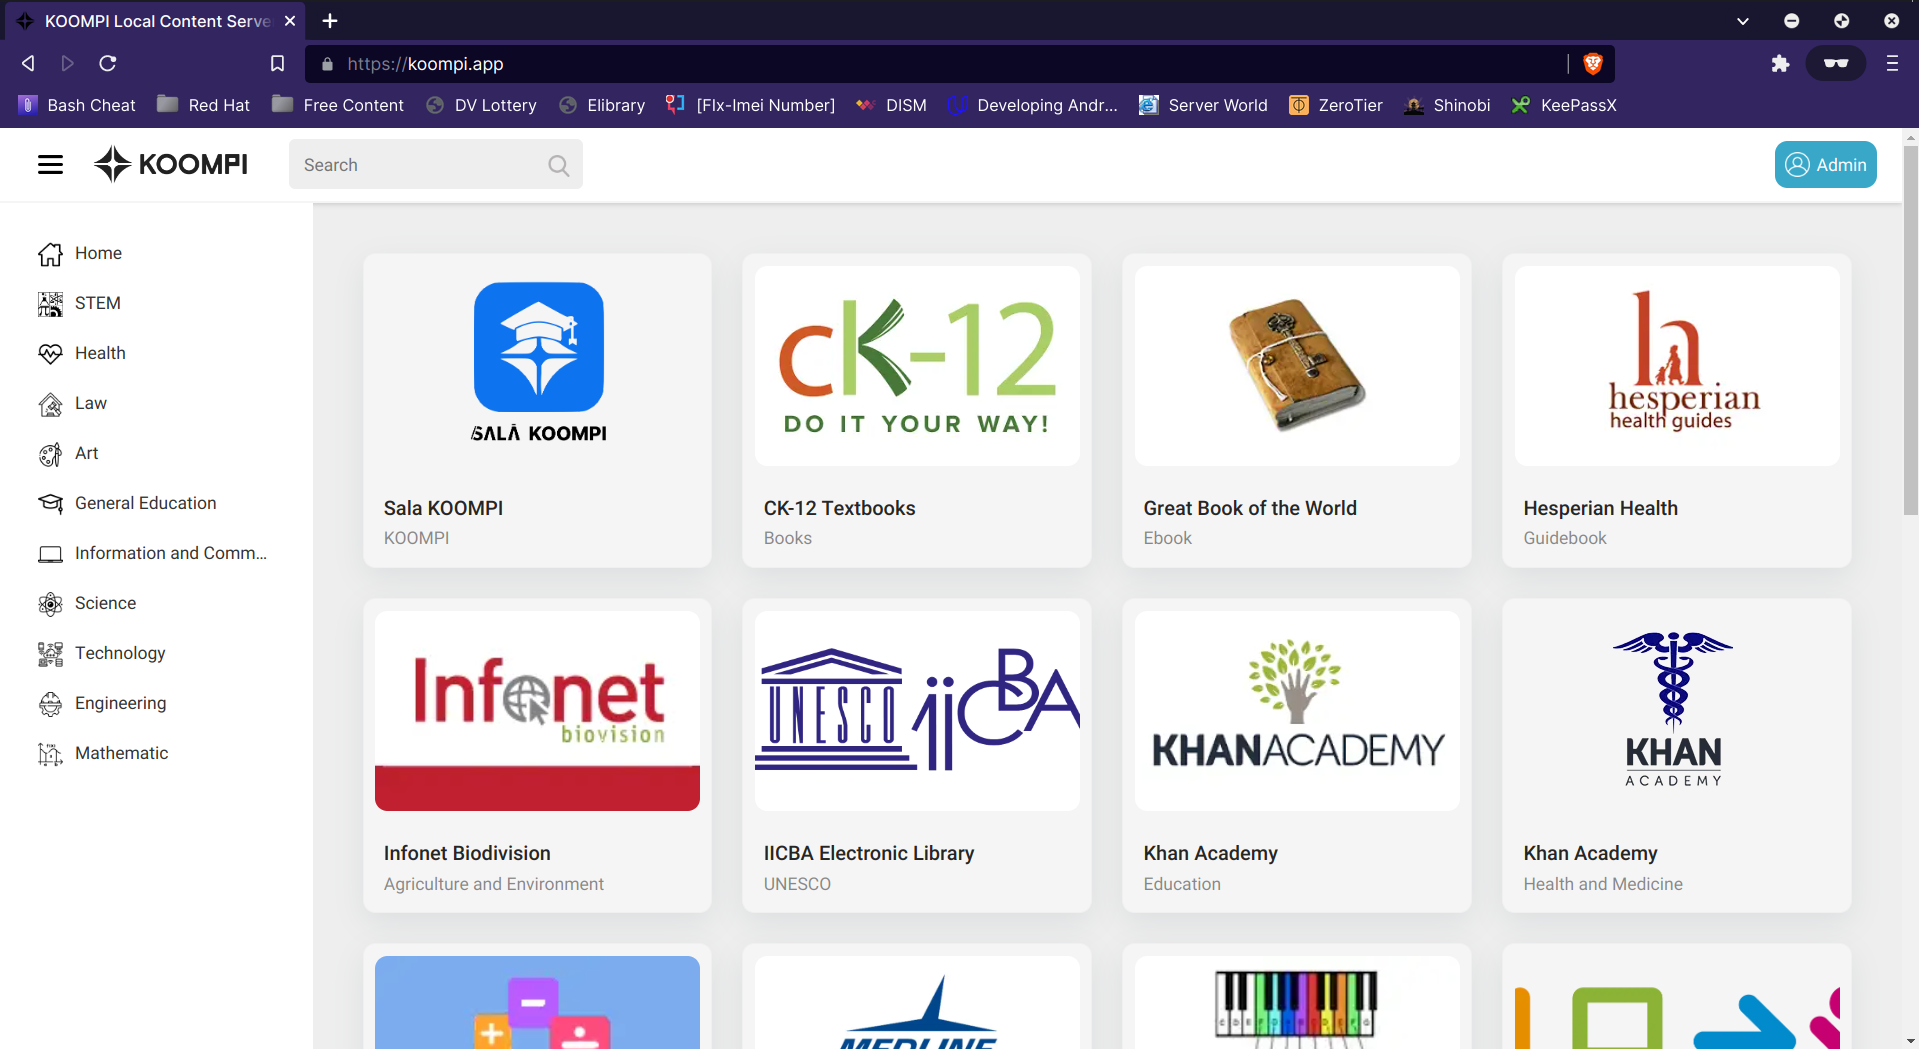 KOOMPI Local Content Serve
https://koompi.app
Bash Cheat
Red Hat
Free Content
DV Lottery
Elibrary
[FIx-Imei Number]
DISM
Developing Andr...
Server World
ZeroTier
Shinobi
KeePassX
KOOMPI
Search
Admin
Home
STEM
Health
Law
Art
General Education
Information and Comm...
Science
Technology
Engineering
Mathematic
SALA KOOMPI
Sala KOOMPI
KOOMPI
cK-12
DO IT YOUR WAY!
CK-12 Textbooks
Books
Great Book of the World
Ebook
h
hesperian
health guides
Hesperian Health
Guidebook
Infonet
biovision
Infonet Biodivision
Agriculture and Environment
UNESCO iiCBA
IICBA Electronic Library
UNESCO
KHANACADEMY
Khan Academy
Education
KHAN
ACADEMY
Khan Academy
Health and Medicine
MEDLINE